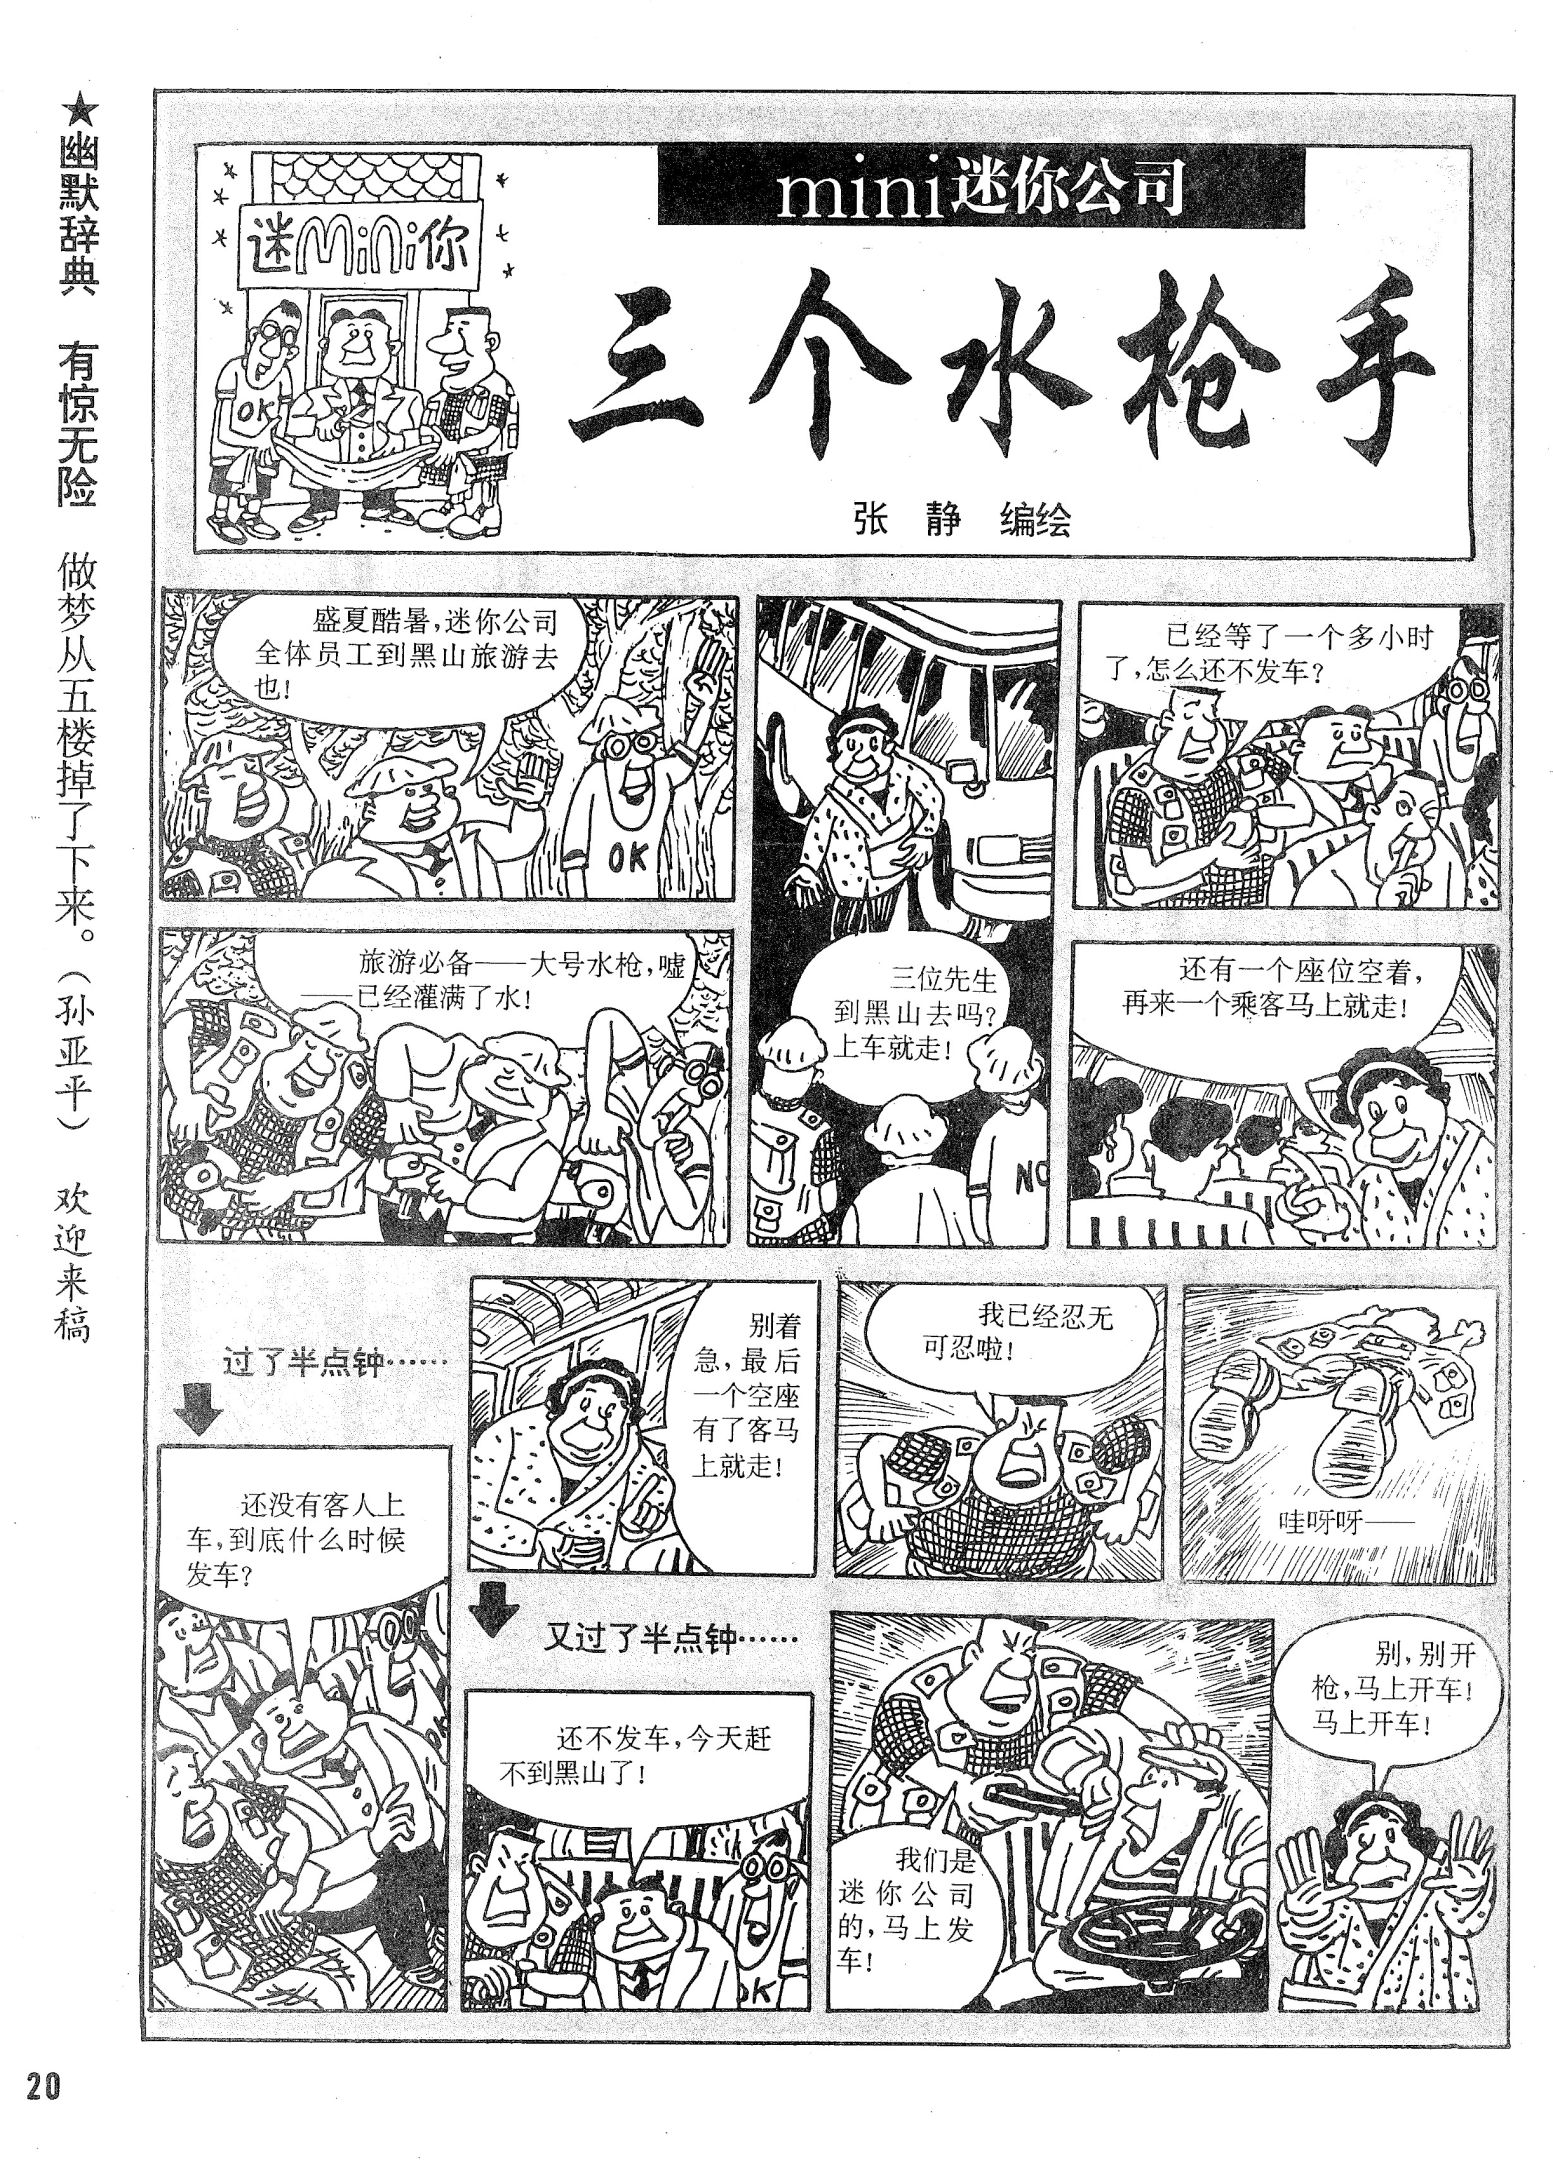 ★幽默辞典　有惊无险　做梦从五楼掉了下来。（孙亚平）　欢迎来稿
mini迷你公司
迷Mini你
OK
三个水枪手
张 静 编绘
盛夏酷暑，迷你公司
全体员工到黑山旅游去
也！
OK
旅游必备——大号水枪，嘘
——已经灌满了水！
三位先生
到黑山去吗？
上车就走！
NO
已经等了一个多小时
了，怎么还不发车？
还有一个座位空着，
再来一个乘客马上就走！
过了半点钟……
还没有客人上
车，到底什么时候
发车？
别着
急，最后
一个空座
有了客马
上就走！
又过了半点钟……
还不发车，今天赶
不到黑山了！
OK
我已经忍无
可忍啦！
哇呀呀——
我们是
迷你公司
的，马上发
车！
别，别开
枪，马上开车！
马上开车！
20